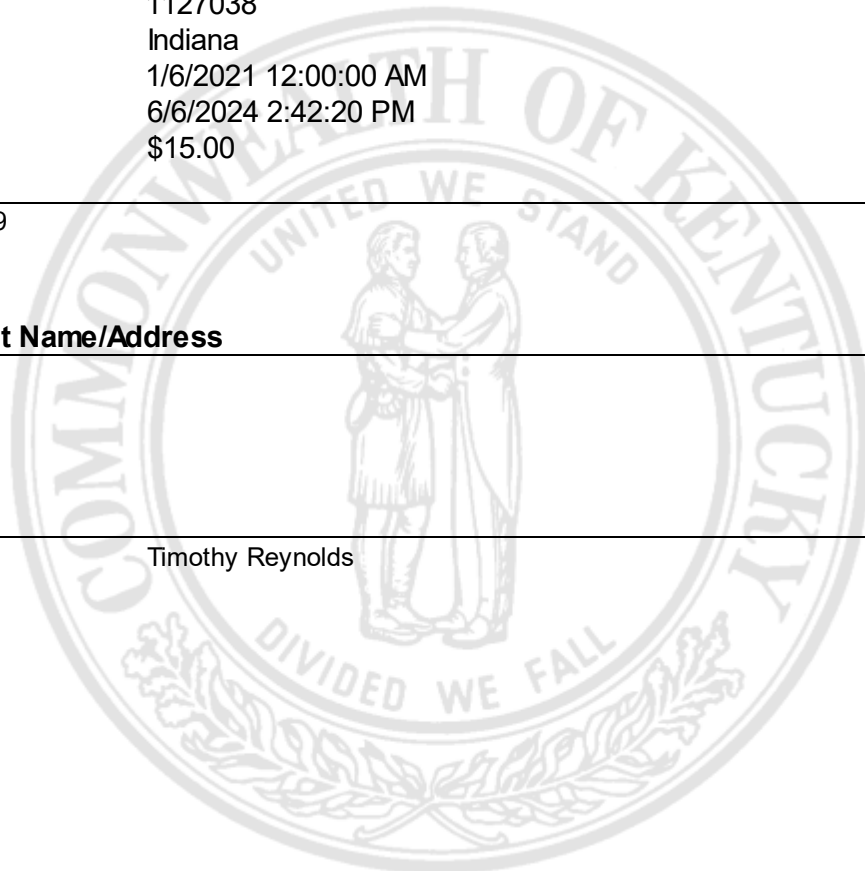 1127038
Indiana
1/6/2021 12:00:00 AM
6/6/2024 2:42:20 PM
$15.00
9
t Name/Address
Timothy Reynolds
COMMONWEALTH OF KENTUCKY
UNITED WE STAND
DIVIDED WE FALL